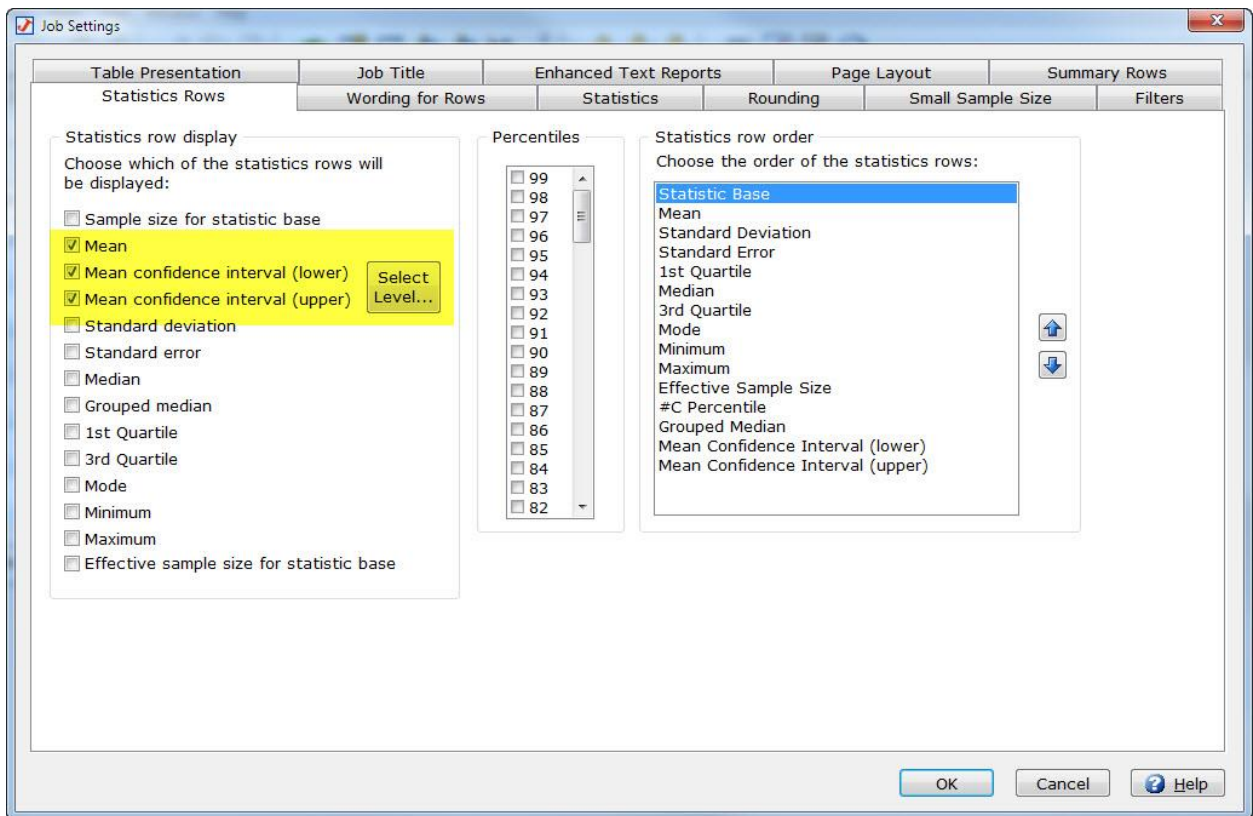 Job Settings
Table Presentation
Job Title
Enhanced Text Reports
Page Layout
Summary Rows
Statistics Rows
Wording for Rows
Statistics
Rounding
Small Sample Size
Filters
Statistics row display
Choose which of the statistics rows will
be displayed:
Sample size for statistic base
Mean
Mean confidence interval (lower)
Mean confidence interval (upper)
Select
Level...
Standard deviation
Standard error
Median
Grouped median
1st Quartile
3rd Quartile
Mode
Minimum
Maximum
Effective sample size for statistic base
Percentiles
99
98
97
96
95
94
93
92
91
90
89
88
87
86
85
84
83
82
Statistics row order
Choose the order of the statistics rows:
Statistic Base
Mean
Standard Deviation
Standard Error
1st Quartile
Median
3rd Quartile
Mode
Minimum
Maximum
Effective Sample Size
#C Percentile
Grouped Median
Mean Confidence Interval (lower)
Mean Confidence Interval (upper)
OK
Cancel
Help